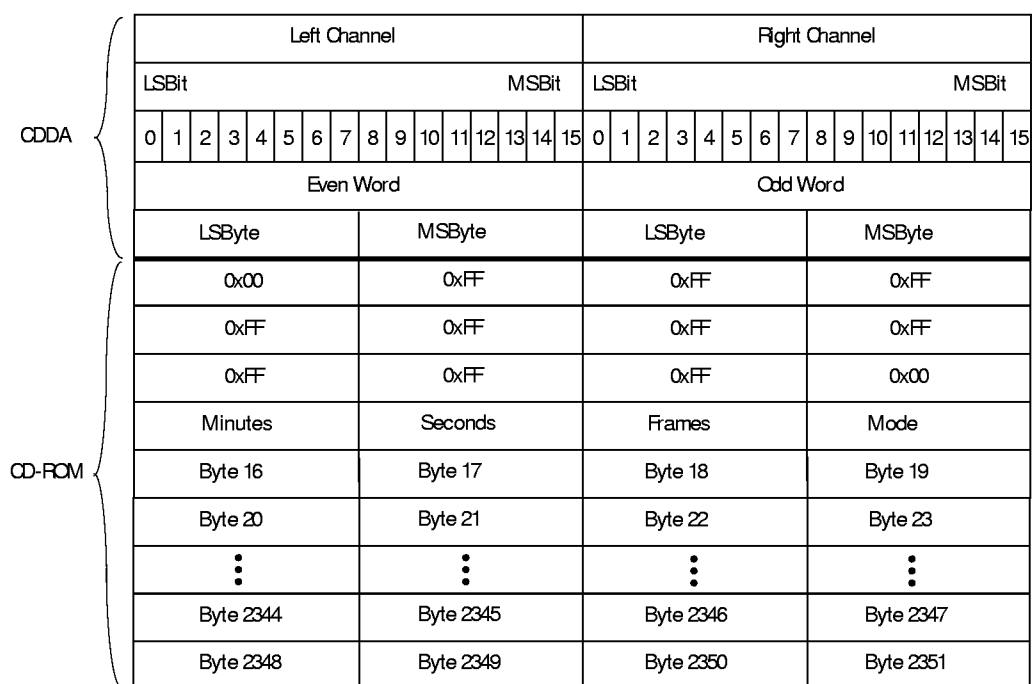 Left Channel Right Channel
LSBit MSBit LSBit MSBit
CDDA
0 1 2 3 4 5 6 7 8 9 10 11 12 13 14 15 0 1 2 3 4 5 6 7 8 9 10 11 12 13 14 15
Even Word Odd Word
LSByte MSByte LSByte MSByte
0x00 0xFF 0xFF 0xFF
0xFF 0xFF 0xFF 0xFF
0xFF 0xFF 0xFF 0x00
Minutes Seconds Frames Mode
CD-ROM
Byte 16 Byte 17 Byte 18 Byte 19
Byte 20 Byte 21 Byte 22 Byte 23
Byte 2344 Byte 2345 Byte 2346 Byte 2347
Byte 2348 Byte 2349 Byte 2350 Byte 2351